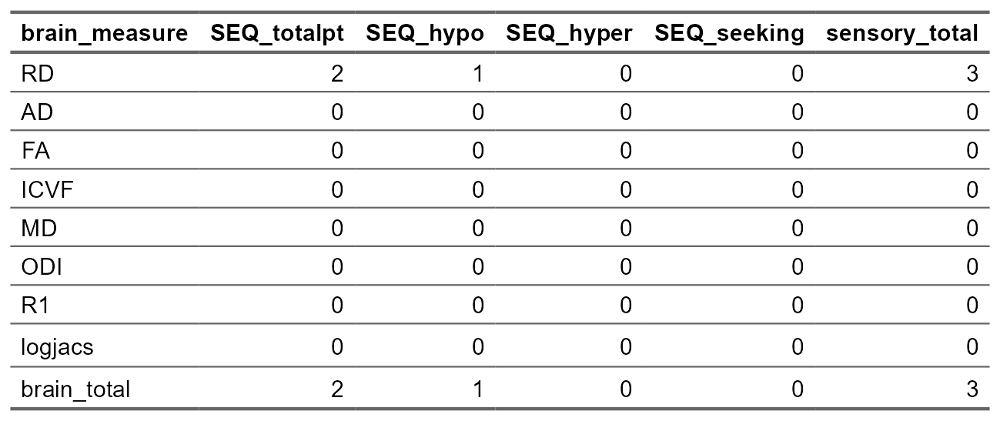 brain_measure SEQ_totalpt SEQ_hypo SEQ_hyper SEQ_seeking sensory_total
RD 2 1 0 0 3
AD 0 0 0 0 0
FA 0 0 0 0 0
ICVF 0 0 0 0 0
MD 0 0 0 0 0
ODI 0 0 0 0 0
R1 0 0 0 0 0
logjacs 0 0 0 0 0
brain_total 2 1 0 0 3